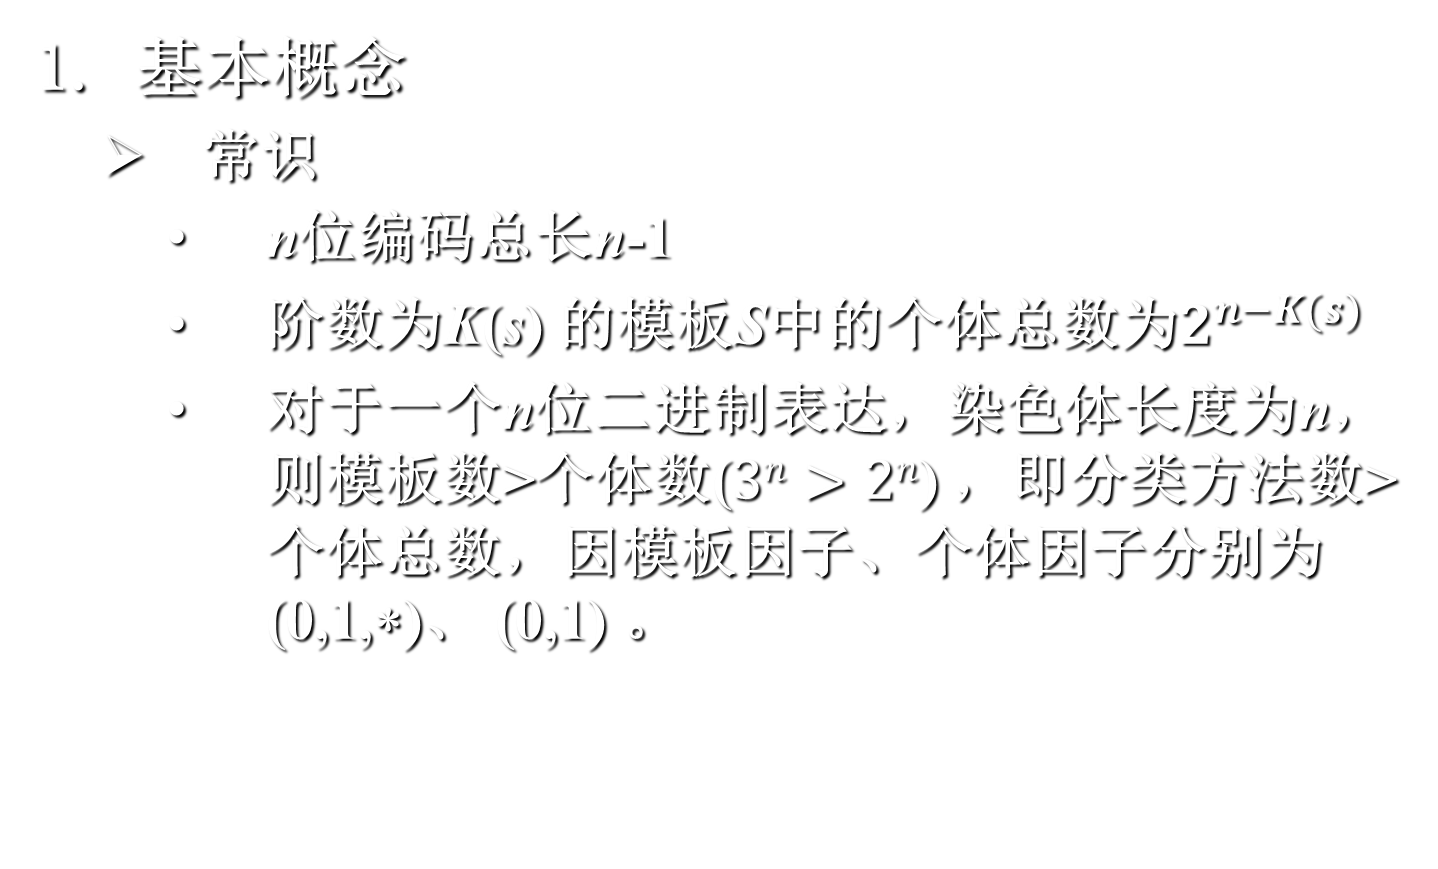 1. 基本概念
➢ 常识
• n位编码总长n-1
• 阶数为K(s) 的模板S中的个体总数为2^{n−K(s)}
• 对于一个n位二进制表达，染色体长度为n，
则模板数>个体数(3^n > 2^n) ，即分类方法数>
个体总数，因模板因子、个体因子分别为
(0,1,*)、 (0,1) 。